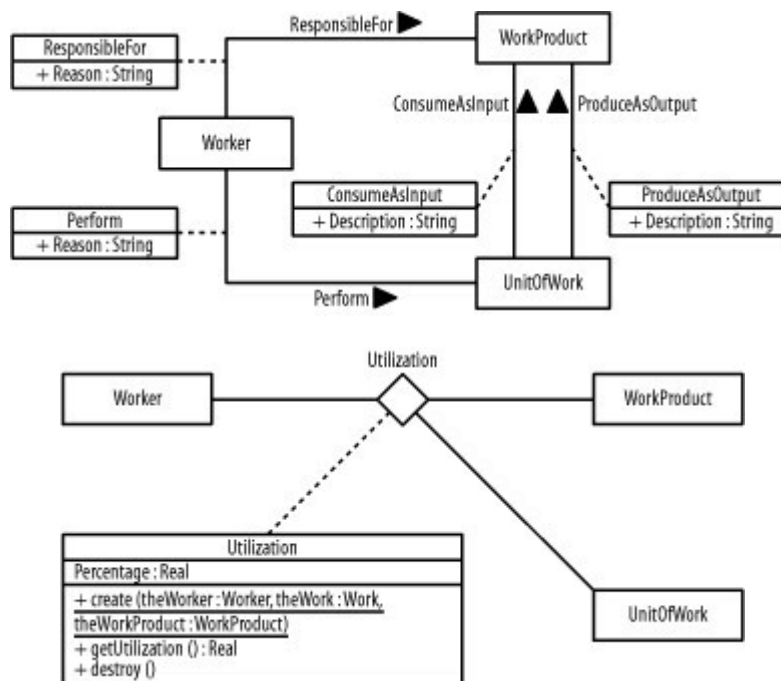 ResponsibleFor
WorkProduct
ResponsibleFor
+ Reason : String
ConsumeAsInput
ProduceAsOutput
Worker
ConsumeAsInput
+ Description : String
ProduceAsOutput
+ Description : String
Perform
+ Reason : String
UnitOfWork
Perform
Utilization
Worker
WorkProduct
Utilization
Percentage : Real
+ create (theWorker : Worker, theWork : Work,
theWorkProduct : WorkProduct)
+ getUtilization () : Real
+ destroy ()
UnitOfWork